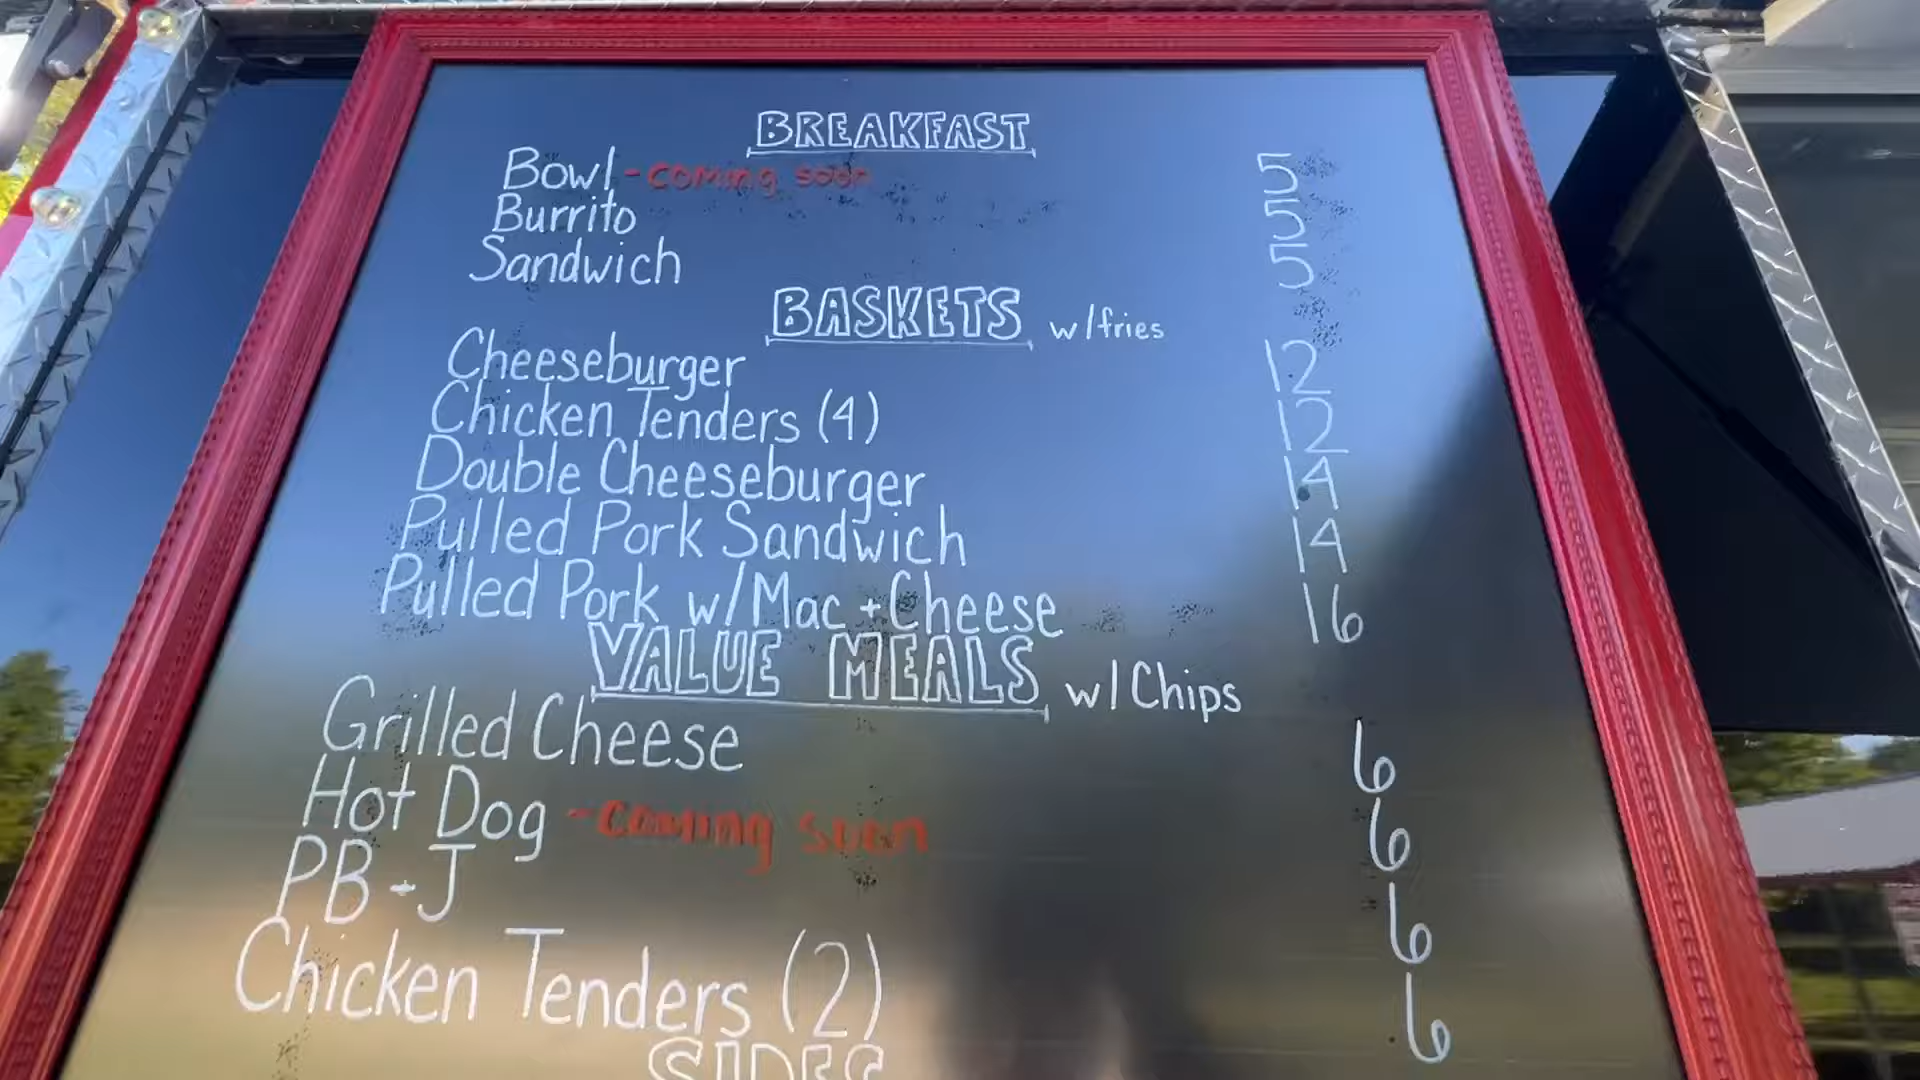 BREAKFAST
Bowl - coming soon 5
Burrito 5
Sandwich 5
BASKETS w/fries
Cheeseburger 12
Chicken Tenders (4) 12
Double Cheeseburger 14
Pulled Pork Sandwich 14
Pulled Pork w/Mac + Cheese 16
VALUE MEALS w/Chips
Grilled Cheese 6
Hot Dog - coming soon 6
PB + J 6
Chicken Tenders (2) 6
SIDES